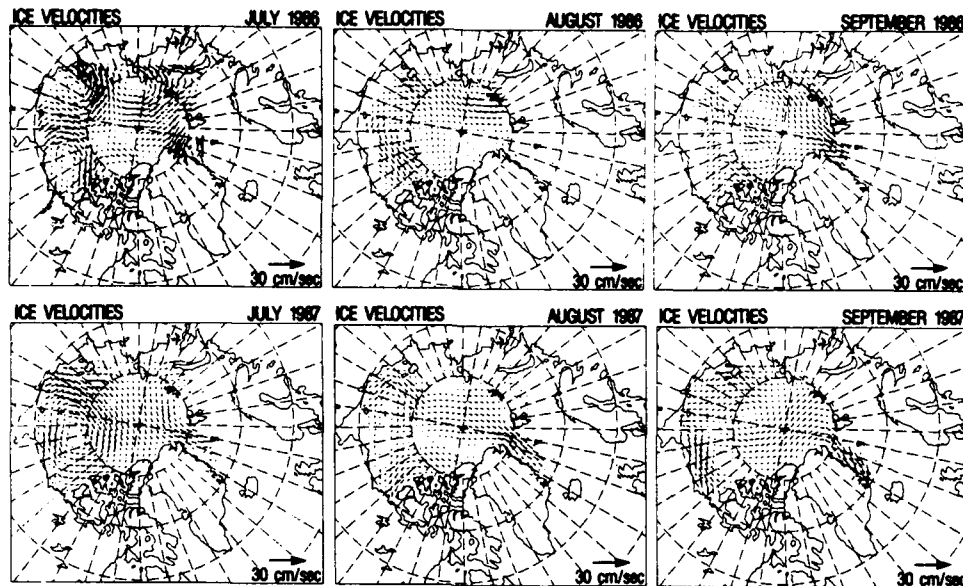 ICE VELOCITIES JULY 1986
30 cm/sec
ICE VELOCITIES AUGUST 1986
30 cm/sec
ICE VELOCITIES SEPTEMBER 1986
30 cm/sec
ICE VELOCITIES JULY 1987
30 cm/sec
ICE VELOCITIES AUGUST 1987
30 cm/sec
ICE VELOCITIES SEPTEMBER 1987
30 cm/sec